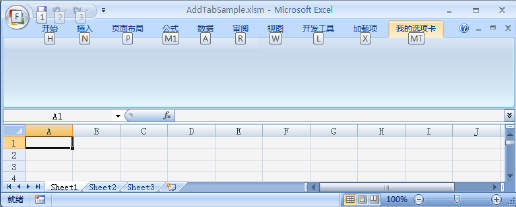 AddTabSample.xlsm - Microsoft Excel
F 1 2 3
开始 插入 页面布局 公式 数据 审阅 视图 开发工具 加载项 我的选项卡
H N P M1 A R W L X MT
A1 fx
A B C D E F G H I J
1
2
3
4
Sheet1 Sheet2 Sheet3
就绪 100%